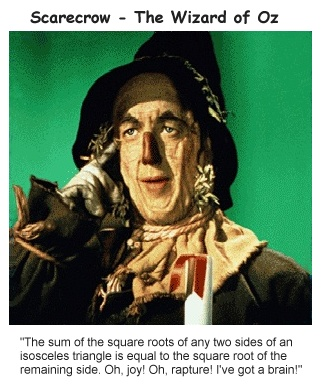 Scarecrow - The Wizard of Oz
"The sum of the square roots of any two sides of an
isosceles triangle is equal to the square root of the
remaining side. Oh, joy! Oh, rapture! I've got a brain!"